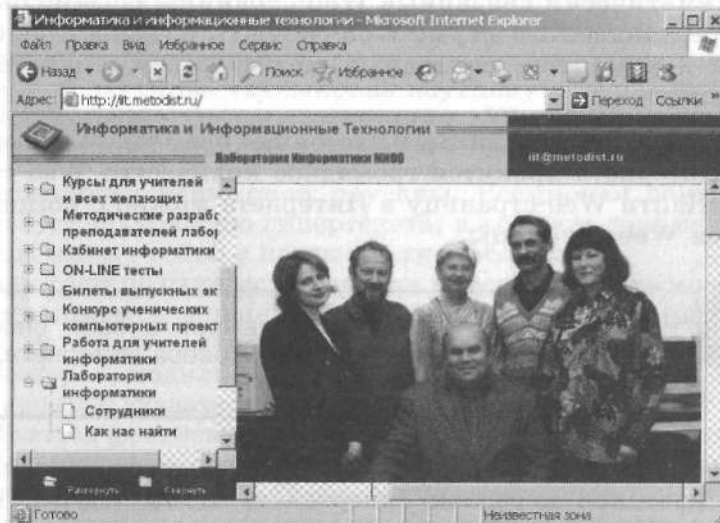 Информатика и информационные технологии - Microsoft Internet Explorer
Файл Правка Вид Избранное Сервис Справка
Назад Поиск Избранное
Адрес: http://iit.metodist.ru/ Переход Ссылки »
Информатика и Информационные Технологии
Лаборатория Информатики МИОО
iit@metodist.ru
Курсы для учителей
и всех желающих
Методические разрабо
преподавателей лабор
Кабинет информатики
ON-LINE тесты
Билеты выпускных эк
Конкурс ученических
компьютерных проект
Работа для учителей
информатики
Лаборатория
информатики
Сотрудники
Как нас найти
Развернуть Свернуть
Готово Неизвестная зона